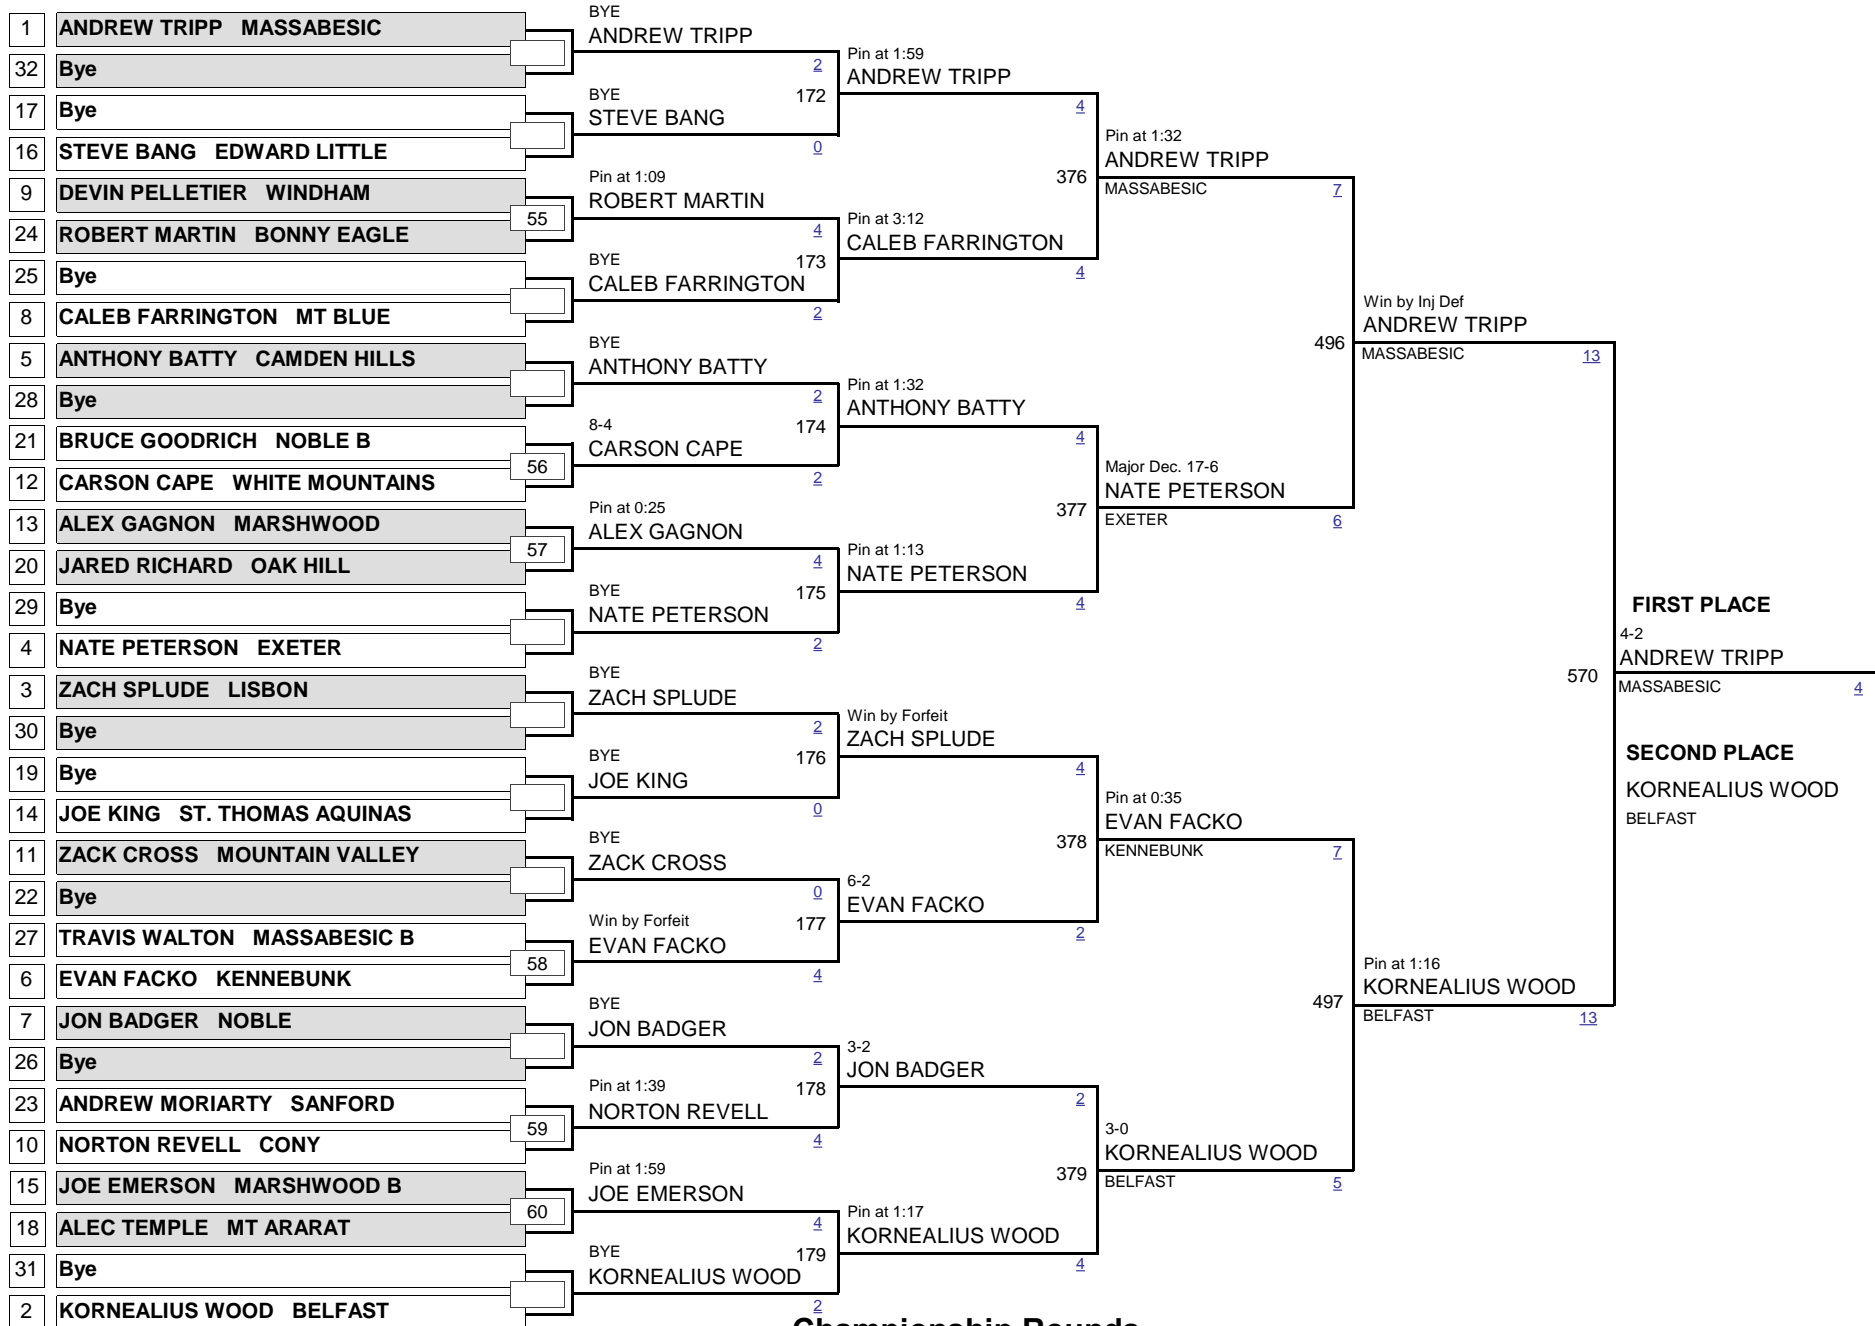 1 ANDREW TRIPP MASSABESIC
32 Bye
17 Bye
16 STEVE BANG EDWARD LITTLE
9 DEVIN PELLETIER WINDHAM
55
24 ROBERT MARTIN BONNY EAGLE
25 Bye
8 CALEB FARRINGTON MT BLUE
5 ANTHONY BATTY CAMDEN HILLS
28 Bye
21 BRUCE GOODRICH NOBLE B
56
12 CARSON CAPE WHITE MOUNTAINS
13 ALEX GAGNON MARSHWOOD
57
20 JARED RICHARD OAK HILL
29 Bye
4 NATE PETERSON EXETER
3 ZACH SPLUDE LISBON
30 Bye
19 Bye
14 JOE KING ST. THOMAS AQUINAS
11 ZACK CROSS MOUNTAIN VALLEY
22 Bye
27 TRAVIS WALTON MASSABESIC B
58
6 EVAN FACKO KENNEBUNK
7 JON BADGER NOBLE
26 Bye
23 ANDREW MORIARTY SANFORD
59
10 NORTON REVELL CONY
15 JOE EMERSON MARSHWOOD B
60
18 ALEC TEMPLE MT ARARAT
31 Bye
2 KORNEALIUS WOOD BELFAST
BYE
ANDREW TRIPP
2
172
BYE
STEVE BANG
0
Pin at 1:09
ROBERT MARTIN
4
173
BYE
CALEB FARRINGTON
2
BYE
ANTHONY BATTY
2
174
8-4
CARSON CAPE
2
Pin at 0:25
ALEX GAGNON
4
175
BYE
NATE PETERSON
2
BYE
ZACH SPLUDE
2
176
BYE
JOE KING
0
BYE
ZACK CROSS
0
177
Win by Forfeit
EVAN FACKO
4
BYE
JON BADGER
2
178
Pin at 1:39
NORTON REVELL
4
Pin at 1:59
JOE EMERSON
4
179
BYE
KORNEALIUS WOOD
2
Pin at 1:59
ANDREW TRIPP
4
376
Pin at 3:12
CALEB FARRINGTON
4
Pin at 1:32
ANTHONY BATTY
4
377
Pin at 1:13
NATE PETERSON
4
Win by Forfeit
ZACH SPLUDE
4
378
6-2
EVAN FACKO
2
3-2
JON BADGER
2
379
Pin at 1:17
KORNEALIUS WOOD
4
Pin at 1:32
ANDREW TRIPP
MASSABESIC 7
496
Major Dec. 17-6
NATE PETERSON
EXETER 6
Pin at 0:35
EVAN FACKO
KENNEBUNK 7
497
3-0
KORNEALIUS WOOD
BELFAST 5
Win by Inj Def
ANDREW TRIPP
MASSABESIC 13
570
Pin at 1:16
KORNEALIUS WOOD
BELFAST 13
FIRST PLACE
4-2
ANDREW TRIPP
MASSABESIC 4
SECOND PLACE
KORNEALIUS WOOD
BELFAST
Championship Rounds